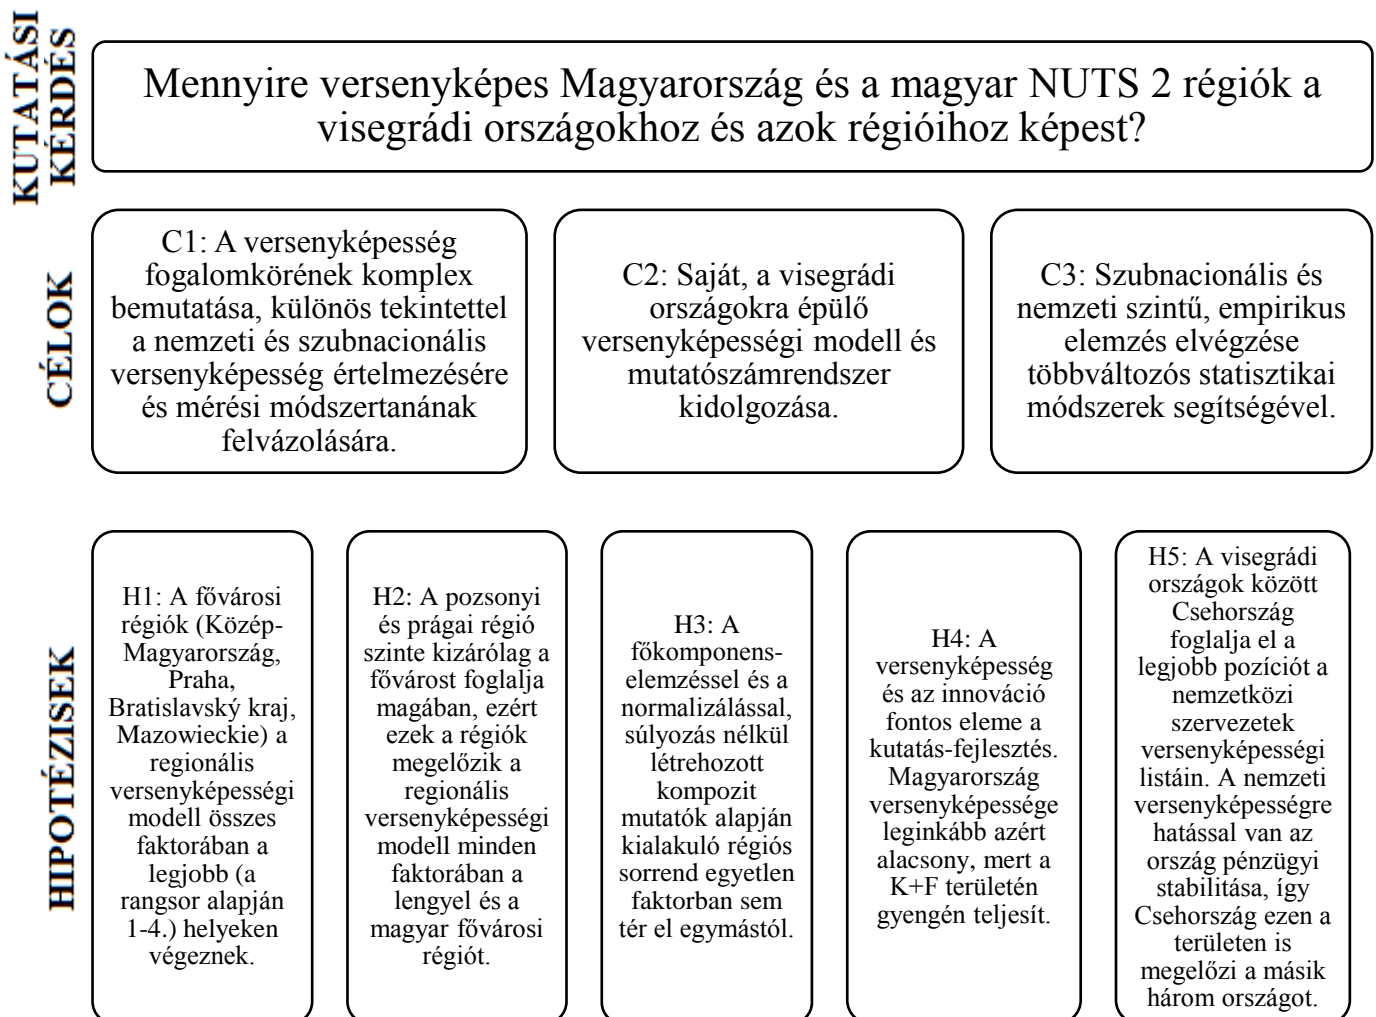 KUTATÁSI
KÉRDÉS
Mennyire versenyképes Magyarország és a magyar NUTS 2 régiók a
visegrádi országokhoz és azok régióihoz képest?
CÉLOK
C1: A versenyképesség
fogalomkörének komplex
bemutatása, különös tekintettel
a nemzeti és szubnacionális
versenyképesség értelmezésére
és mérési módszertanának
felvázolására.
C2: Saját, a visegrádi
országokra épülő
versenyképességi modell és
mutatószámrendszer
kidolgozása.
C3: Szubnacionális és
nemzeti szintű, empirikus
elemzés elvégzése
többváltozós statisztikai
módszerek segítségével.
HIPOTÉZISEK
H1: A fővárosi
régiók (Közép-
Magyarország,
Praha,
Bratislavský kraj,
Mazowieckie) a
regionális
versenyképességi
modell összes
faktorában a
legjobb (a
rangsor alapján
1-4.) helyeken
végeznek.
H2: A pozsonyi
és prágai régió
szinte kizárólag a
fővárost foglalja
magában, ezért
ezek a régiók
megelőzik a
regionális
versenyképességi
modell minden
faktorában a
lengyel és a
magyar fővárosi
régiót.
H3: A
főkomponens-
elemzéssel és a
normalizálással,
súlyozás nélkül
létrehozott
kompozit
mutatók alapján
kialakuló régiós
sorrend egyetlen
faktorban sem
tér el egymástól.
H4: A
versenyképesség
és az innováció
fontos eleme a
kutatás-fejlesztés.
Magyarország
versenyképessége
leginkább azért
alacsony, mert a
K+F területén
gyengén teljesít.
H5: A visegrádi
országok között
Csehország
foglalja el a
legjobb pozíciót a
nemzetközi
szervezetek
versenyképességi
listáin. A nemzeti
versenyképességre
hatással van az
ország pénzügyi
stabilitása, így
Csehország ezen a
területen is
megelőzi a másik
három országot.